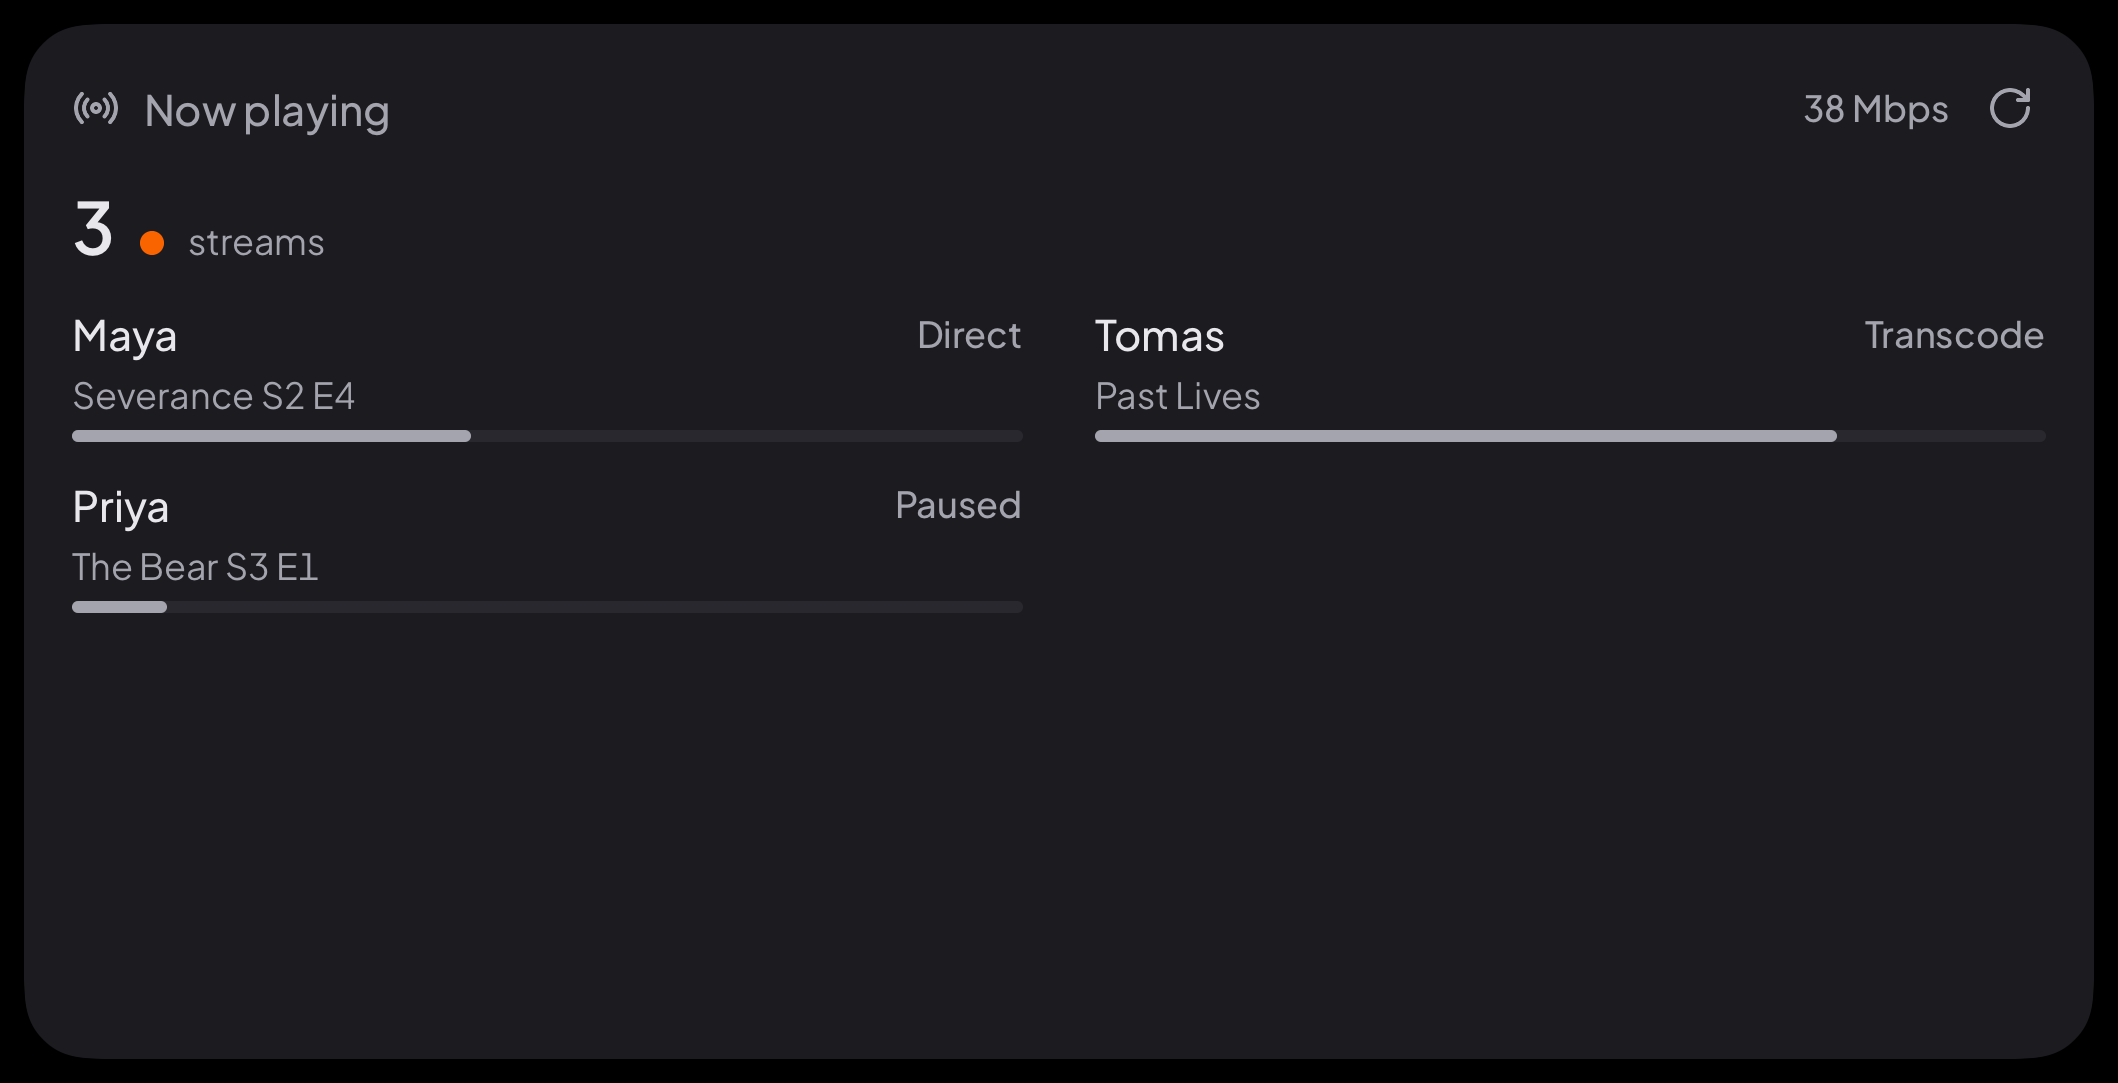 Now playing
38 Mbps
3 streams
Maya
Direct
Severance S2 E4
Tomas
Transcode
Past Lives
Priya
Paused
The Bear S3 E1